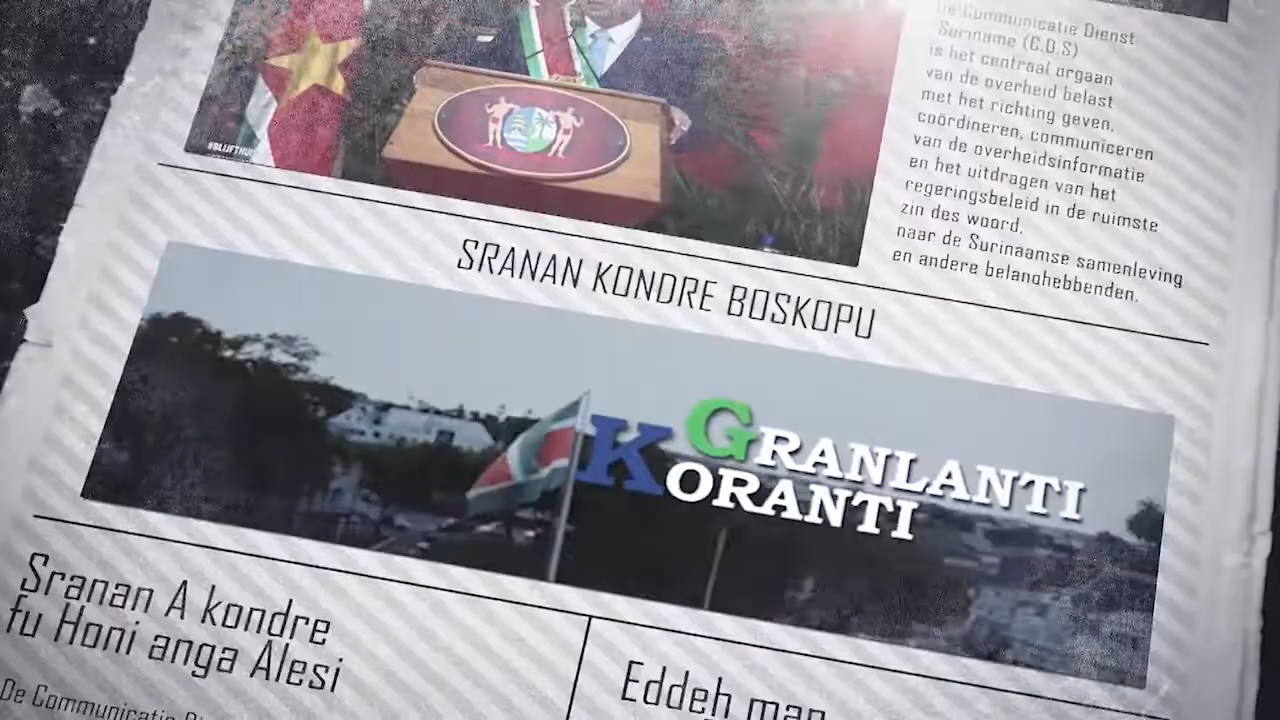 De Communicatie Dienst
Suriname (C.D.S)
is het centraal orgaan
van de overheid belast
met het richting geven,
coördineren, communiceren
van de overheidsinformatie
en het uitdragen van het
regeringsbeleid in de ruimste
zin des woord,
naar de Surinaamse samenleving
en andere belanghebbenden.
SRANAN KONDRE BOSKOPU
GRANLANTI
KORANTI
Sranan A kondre
fu Honi anga Alesi
De Communicatie
Eddeh man